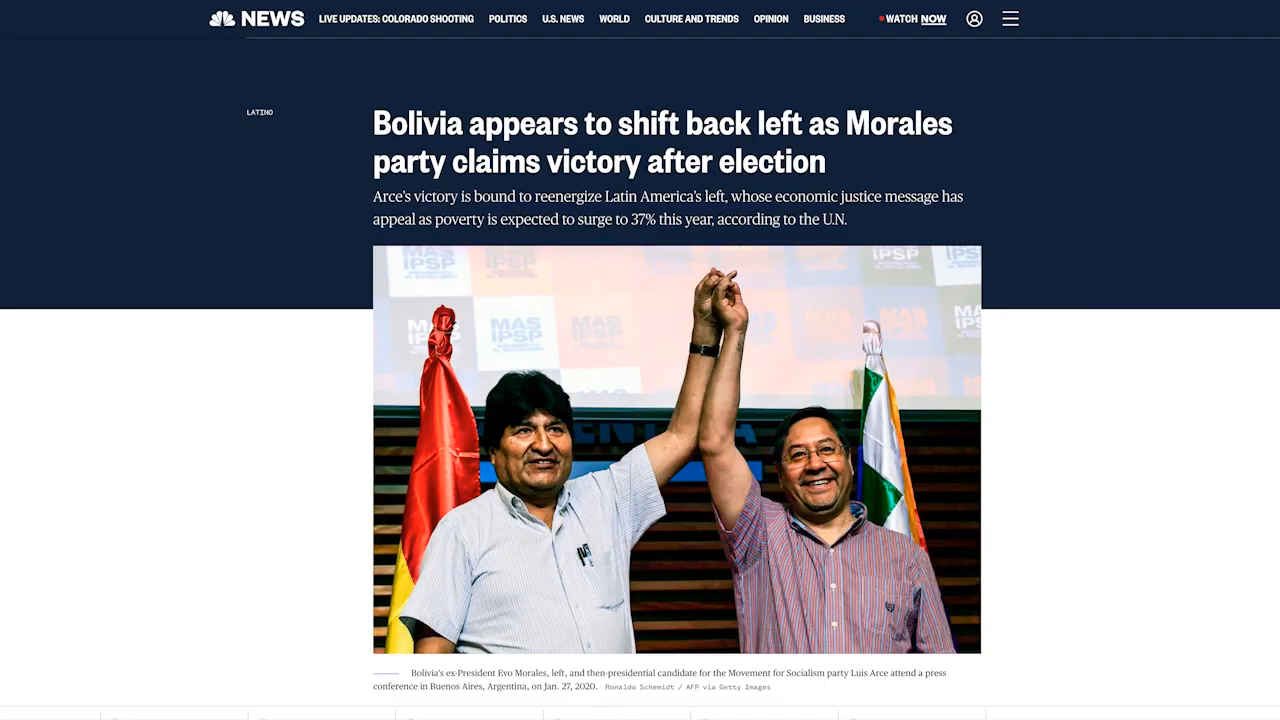 NEWS
LIVE UPDATES: COLORADO SHOOTING
POLITICS
U.S. NEWS
WORLD
CULTURE AND TRENDS
OPINION
BUSINESS
WATCH NOW
LATINO
Bolivia appears to shift back left as Morales
party claims victory after election
Arce's victory is bound to reenergize Latin America's left, whose economic justice message has
appeal as poverty is expected to surge to 37% this year, according to the U.N.
MAS
IPSP
MAS
IPSP
IPSP
MAS
MAS
IPSP
MAS
IPSP
Bolivia's ex-President Evo Morales, left, and then-presidential candidate for the Movement for Socialism party Luis Arce attend a press
conference in Buenos Aires, Argentina, on Jan. 27, 2020. Ronaldo Schemidt / AFP via Getty Images